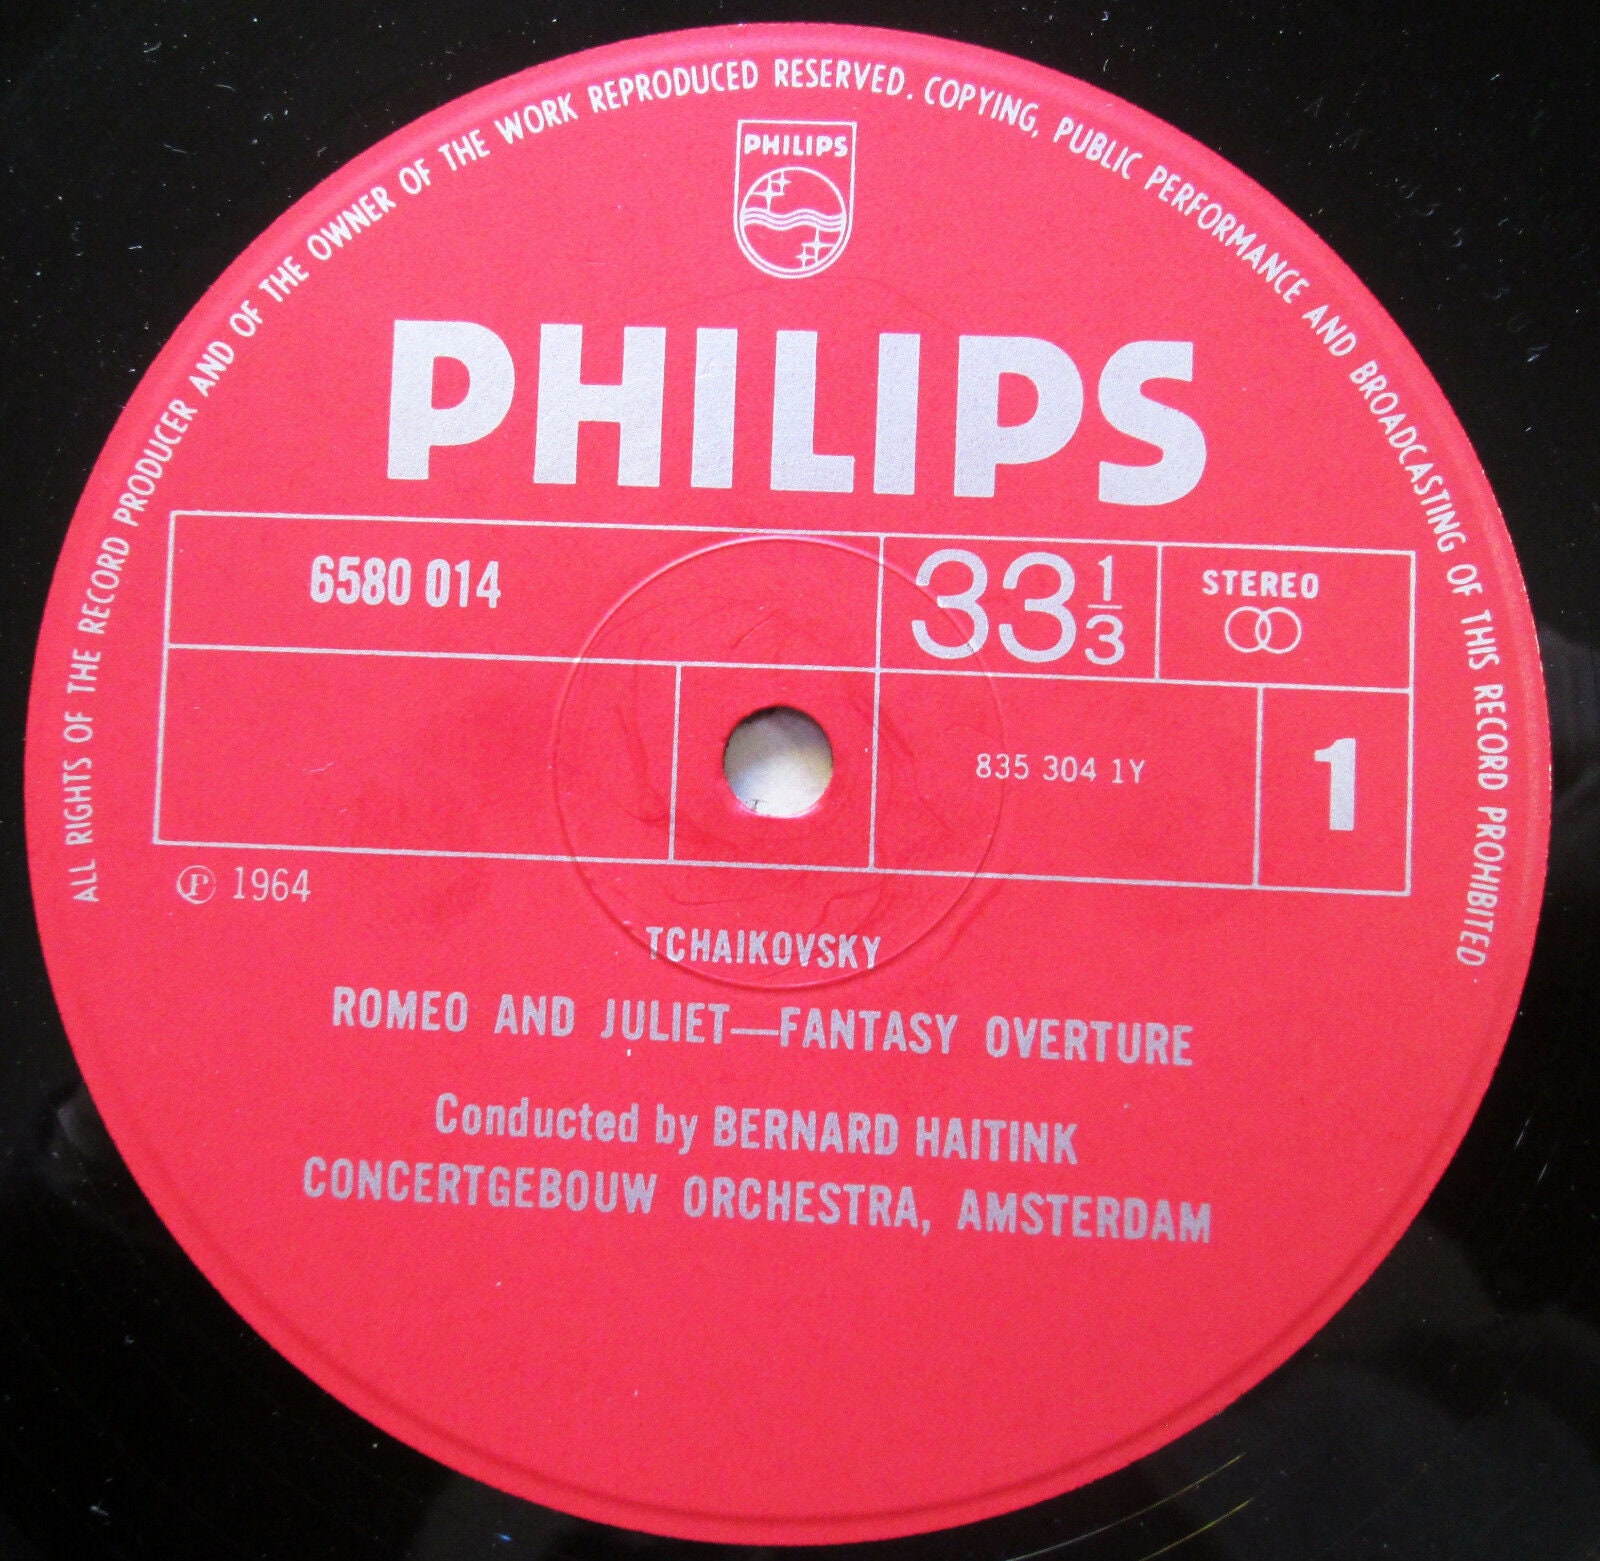 ALL RIGHTS OF THE RECORD PRODUCER AND OF THE OWNER OF THE WORK REPRODUCED RESERVED. COPYING, PUBLIC PERFORMANCE AND BROADCASTING OF THIS RECORD PROHIBITED
PHILIPS
PHILIPS
6580 014
33 1/3
STEREO
835 304 1Y
1
Ⓟ 1964
TCHAIKOVSKY
ROMEO AND JULIET—FANTASY OVERTURE
Conducted by BERNARD HAITINK
CONCERTGEBOUW ORCHESTRA, AMSTERDAM